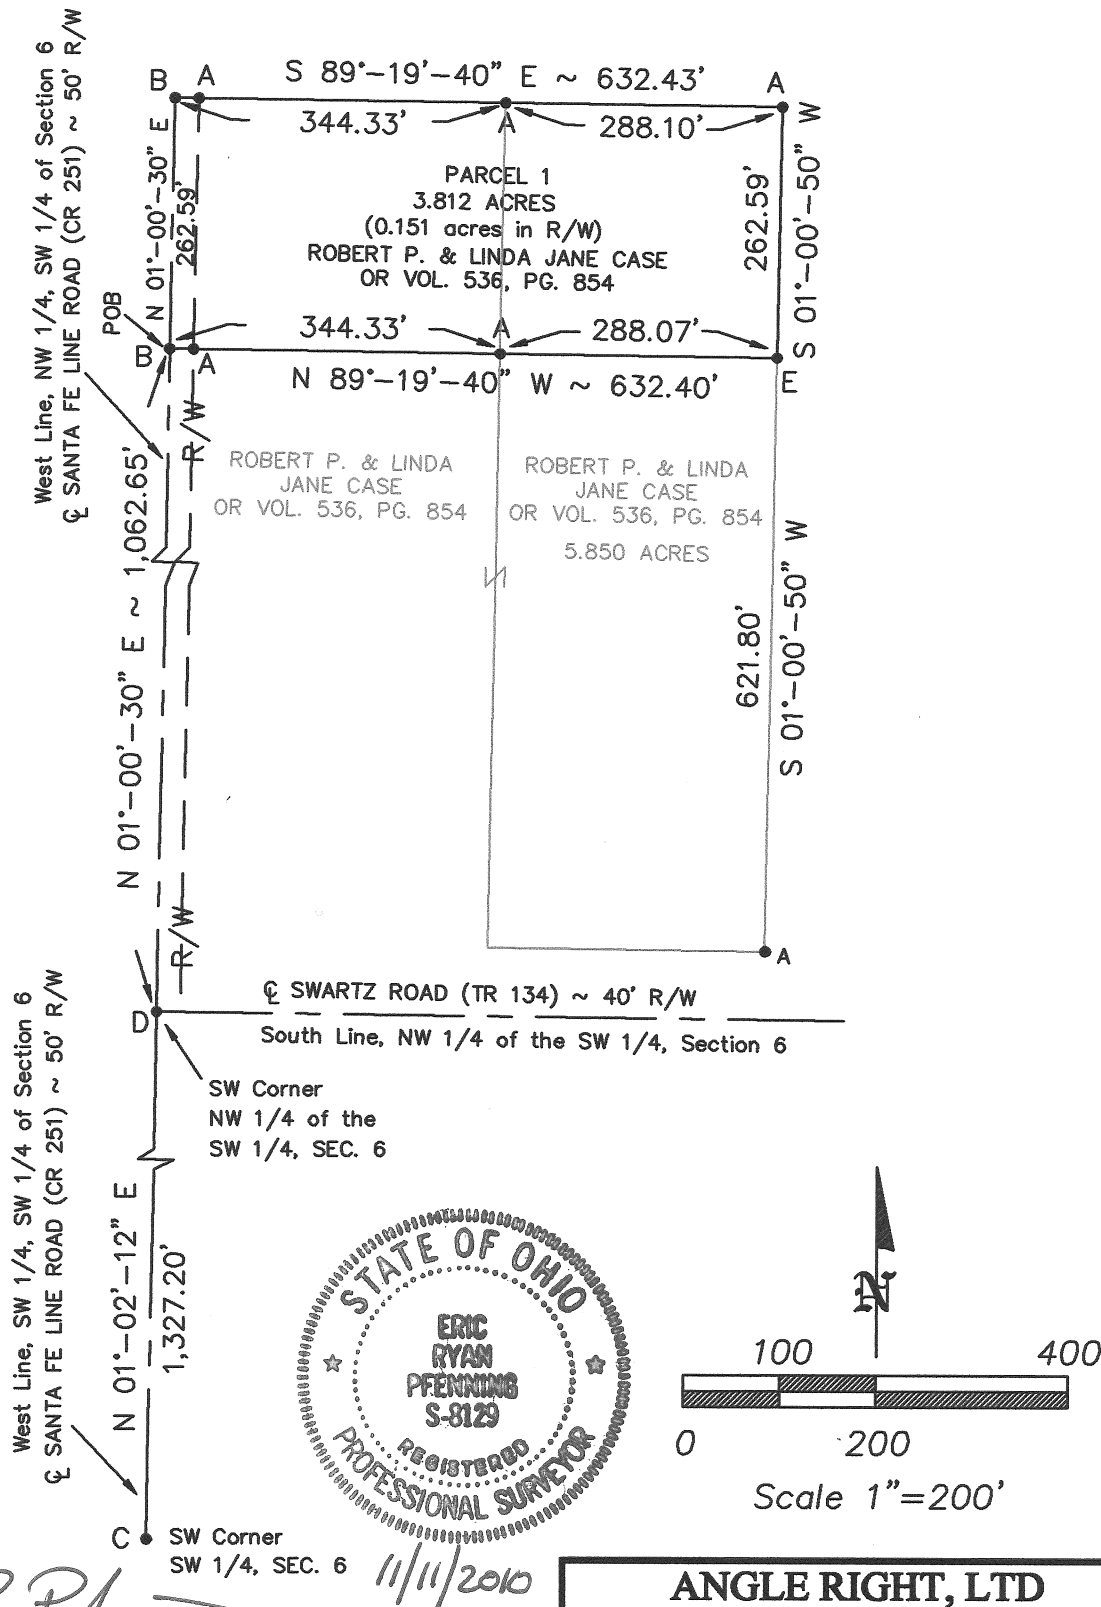 West Line, NW 1/4, SW 1/4 of Section 6
℄ SANTA FE LINE ROAD (CR 251) ~ 50' R/W
B
A
S 89°-19'-40" E ~ 632.43'
A
344.33'
A
288.10'
N 01°-00'-30" E
262.59'
PARCEL 1
3.812 ACRES
(0.151 acres in R/W)
ROBERT P. & LINDA JANE CASE
OR VOL. 536, PG. 854
262.59'
S 01°-00'-50" W
POB
344.33'
A
288.07'
B
A
N 89°-19'-40" W ~ 632.40'
E
R/W
ROBERT P. & LINDA
JANE CASE
OR VOL. 536, PG. 854
ROBERT P. & LINDA
JANE CASE
OR VOL. 536, PG. 854
5.850 ACRES
N 01°-00'-30" E ~ 1,062.65'
621.80'
S 01°-00'-50" W
R/W
A
℄ SWARTZ ROAD (TR 134) ~ 40' R/W
D
South Line, NW 1/4 of the SW 1/4, Section 6
SW Corner
NW 1/4 of the
SW 1/4, SEC. 6
West Line, SW 1/4, SW 1/4 of Section 6
℄ SANTA FE LINE ROAD (CR 251) ~ 50' R/W
N 01°-02'-12" E
1,327.20'
STATE OF OHIO
ERIC
RYAN
PFENNING
S-8129
REGISTERED
PROFESSIONAL SURVEYOR
N
100 400
0 200
Scale 1"=200'
C
SW Corner
SW 1/4, SEC. 6
11/11/2010
ANGLE RIGHT, LTD